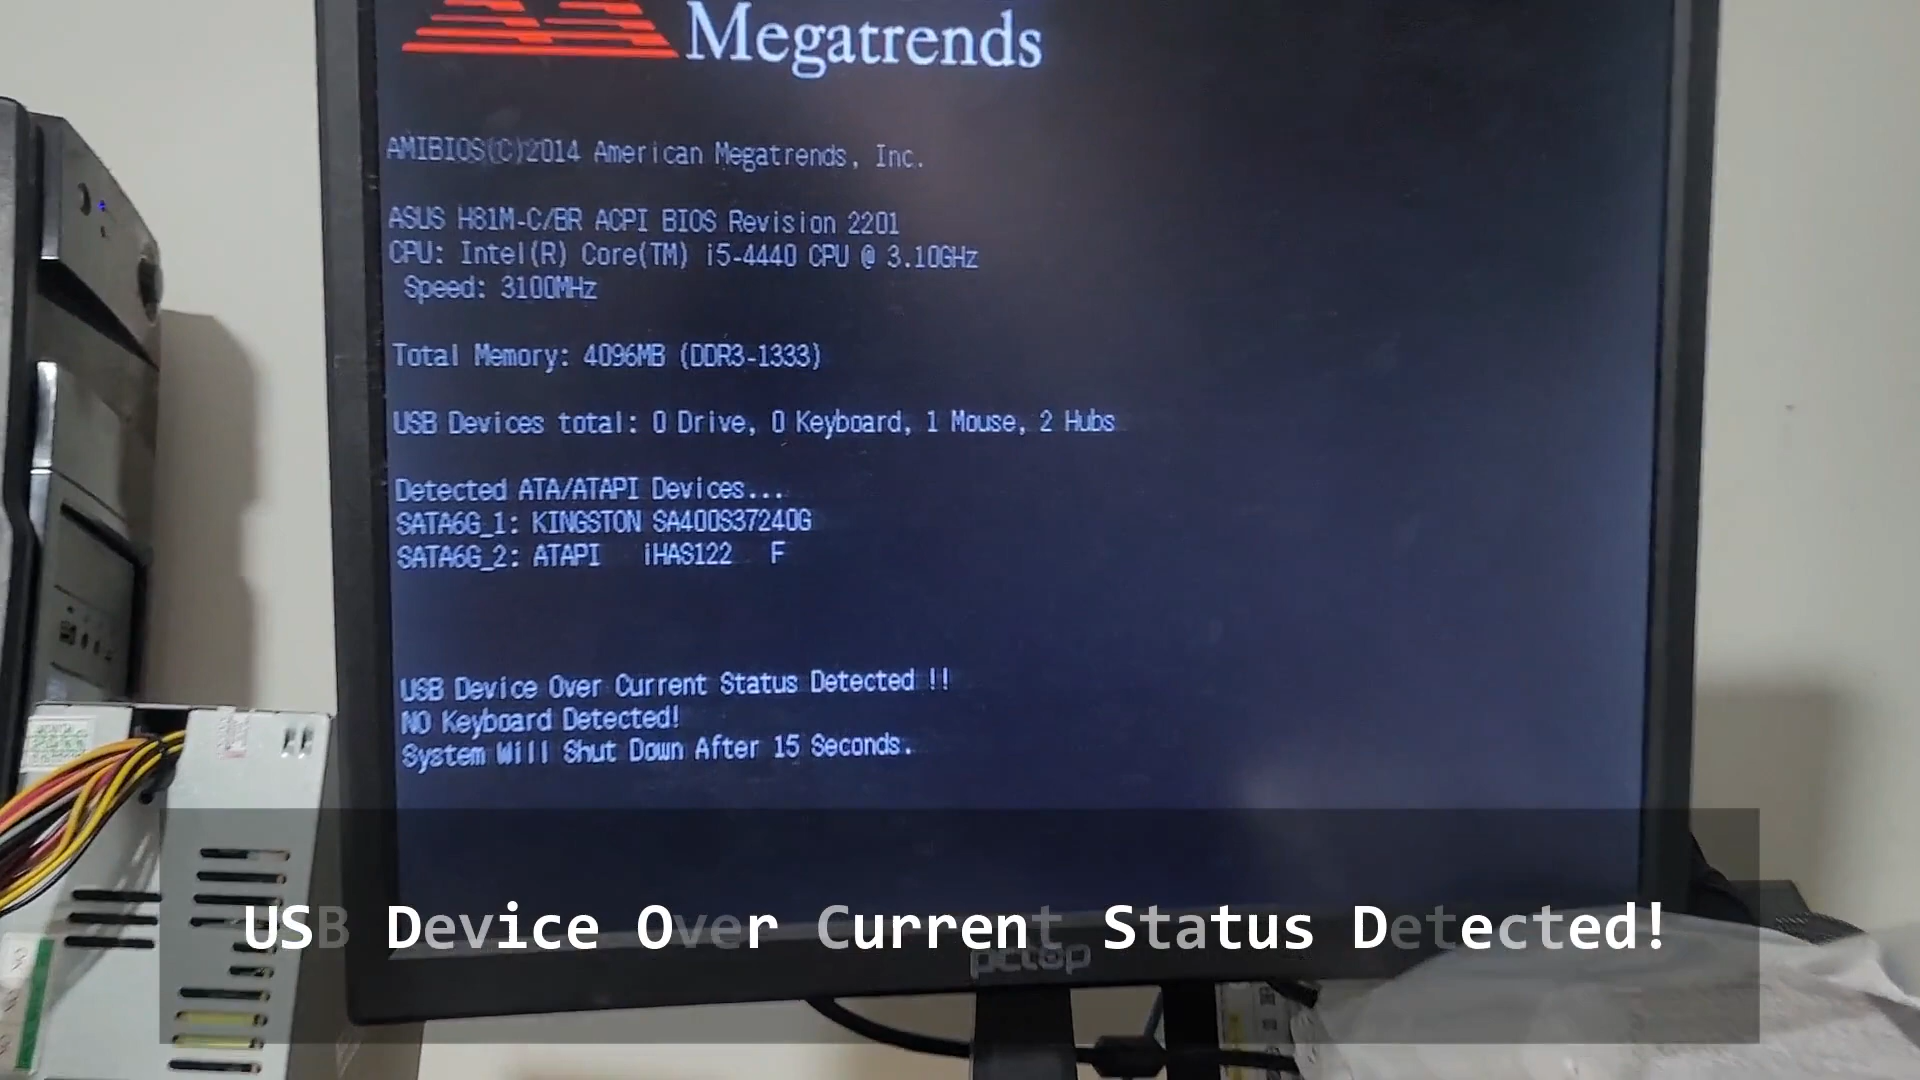 Megatrends
AMIBIOS(C)2014 American Megatrends, Inc.
ASUS H81M-C/BR ACPI BIOS Revision 2201
CPU: Intel(R) Core(TM) i5-4440 CPU @ 3.10GHz
Speed: 3100MHz
Total Memory: 4096MB (DDR3-1333)
USB Devices total: 0 Drive, 0 Keyboard, 1 Mouse, 2 Hubs
Detected ATA/ATAPI Devices...
SATA6G_1: KINGSTON SA400S37240G
SATA6G_2: ATAPI iHAS122 F
USB Device Over Current Status Detected !!
NO Keyboard Detected!
System Will Shut Down After 15 Seconds.
USB Device Over Current Status Detected!
pctop